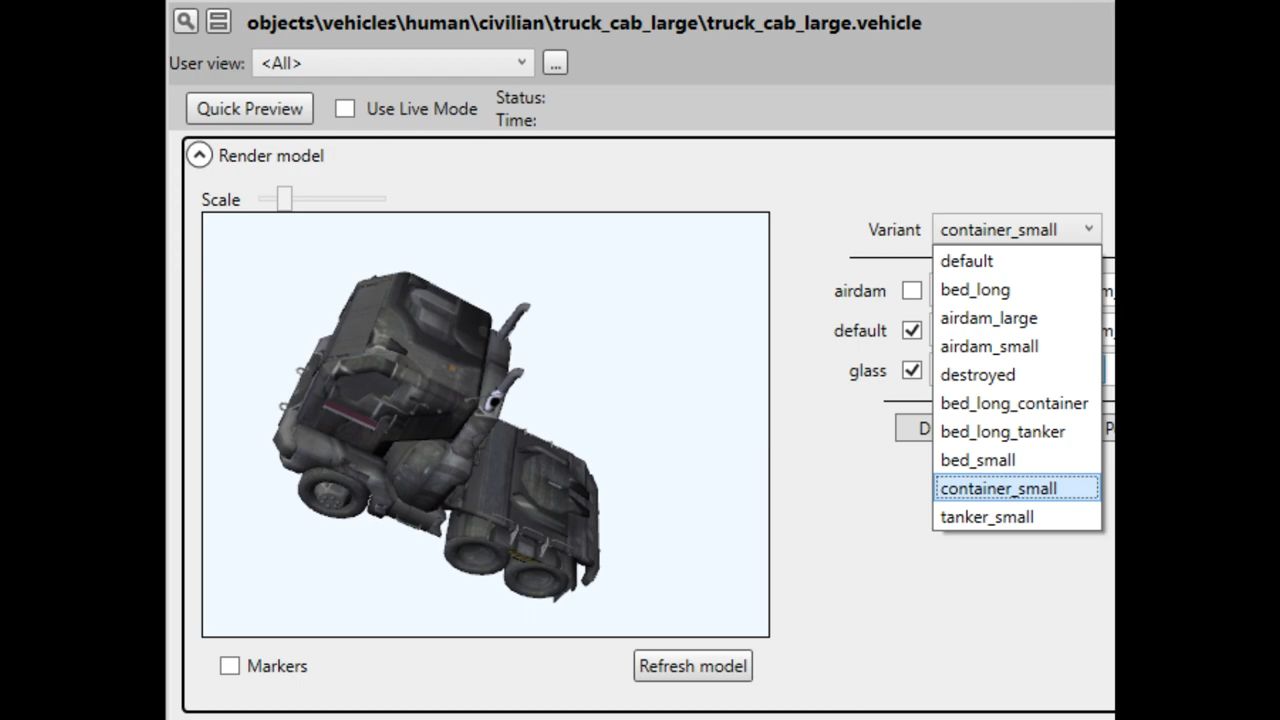 objects\vehicles\human\civilian\truck_cab_large\truck_cab_large.vehicle
User view: <All> ...
Quick Preview Use Live Mode Status:
Time:
Render model
Scale
Variant container_small
default
bed_long
airdam
airdam_large
default
airdam_small
glass
destroyed
bed_long_container
D
bed_long_tanker
P
bed_small
container_small
tanker_small
Markers Refresh model